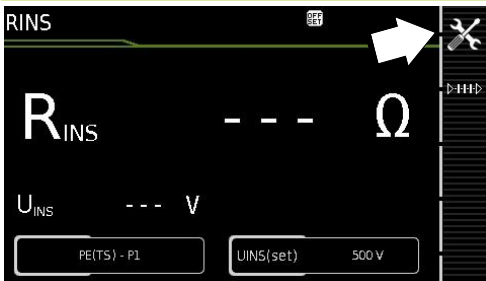 RINS OFF SET
RINS --- Ω
UINS --- V
PE(TS) - P1 UINS(set) 500 V